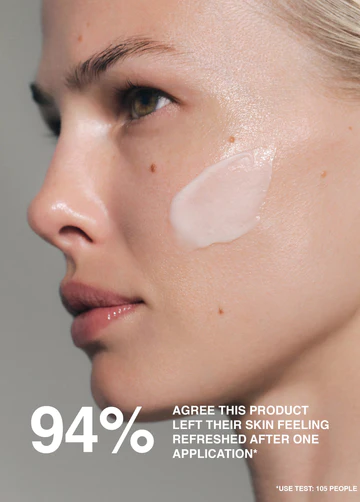 94%
AGREE THIS PRODUCT
LEFT THEIR SKIN FEELING
REFRESHED AFTER ONE
APPLICATION*
*USE TEST: 105 PEOPLE